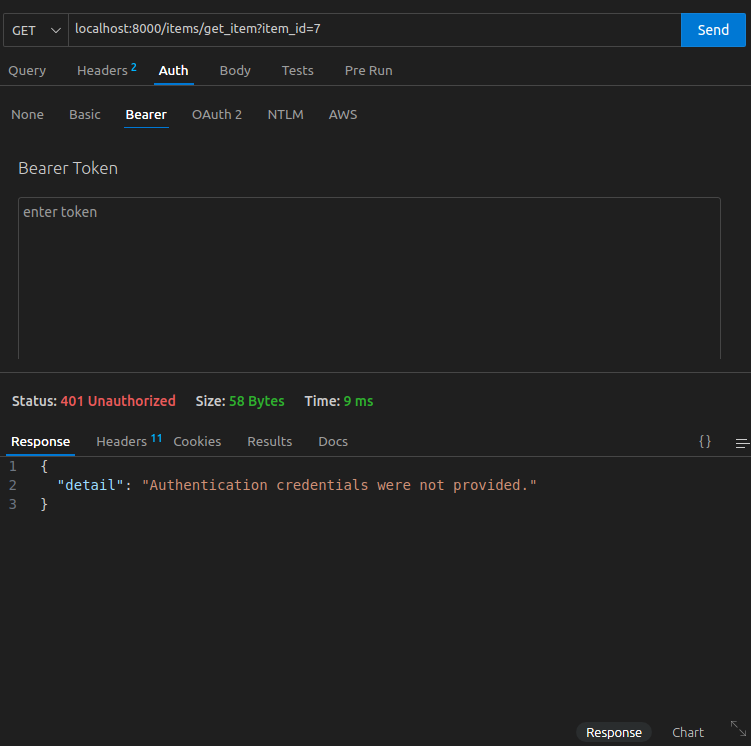 GET localhost:8000/items/get_item?item_id=7 Send
Query Headers 2 Auth Body Tests Pre Run
None Basic Bearer OAuth 2 NTLM AWS
Bearer Token
enter token
Status: 401 Unauthorized Size: 58 Bytes Time: 9 ms
Response Headers 11 Cookies Results Docs {}
1 {
2 "detail": "Authentication credentials were not provided."
3 }
Response Chart